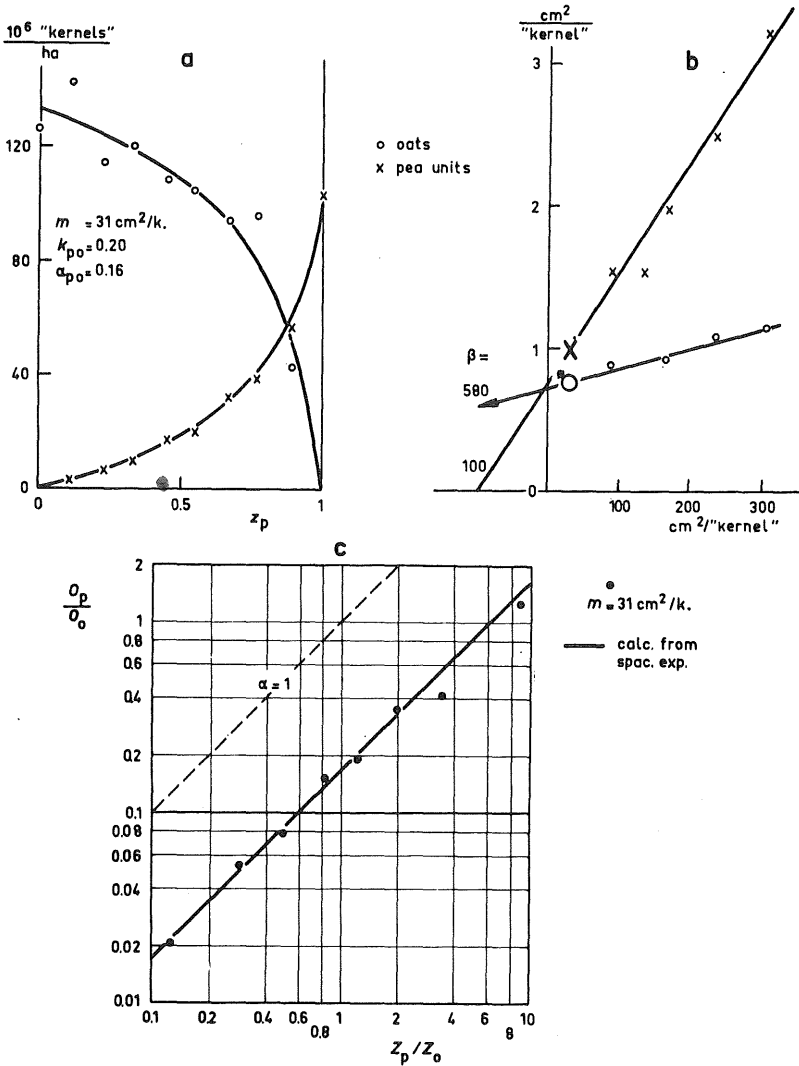 10⁶ "kernels"
ha
a
120
80
40
0
0
0.5
1
z_p
m = 31 cm²/k.
k_po = 0.20
α_po = 0.16
o oats
x pea units
cm²
"kernel"
b
3
2
1
0
β =
580
100
100
200
300
cm²/"kernel"
c
O_p
O_o
2
1
0.8
0.6
0.4
0.2
0.1
0.08
0.06
0.04
0.02
0.01
α = 1
0.1 0.2 0.4 0.6 1 2 4 6 10
0.8 8
Z_p/Z_o
m = 31 cm²/k.
calc. from
spac. exp.